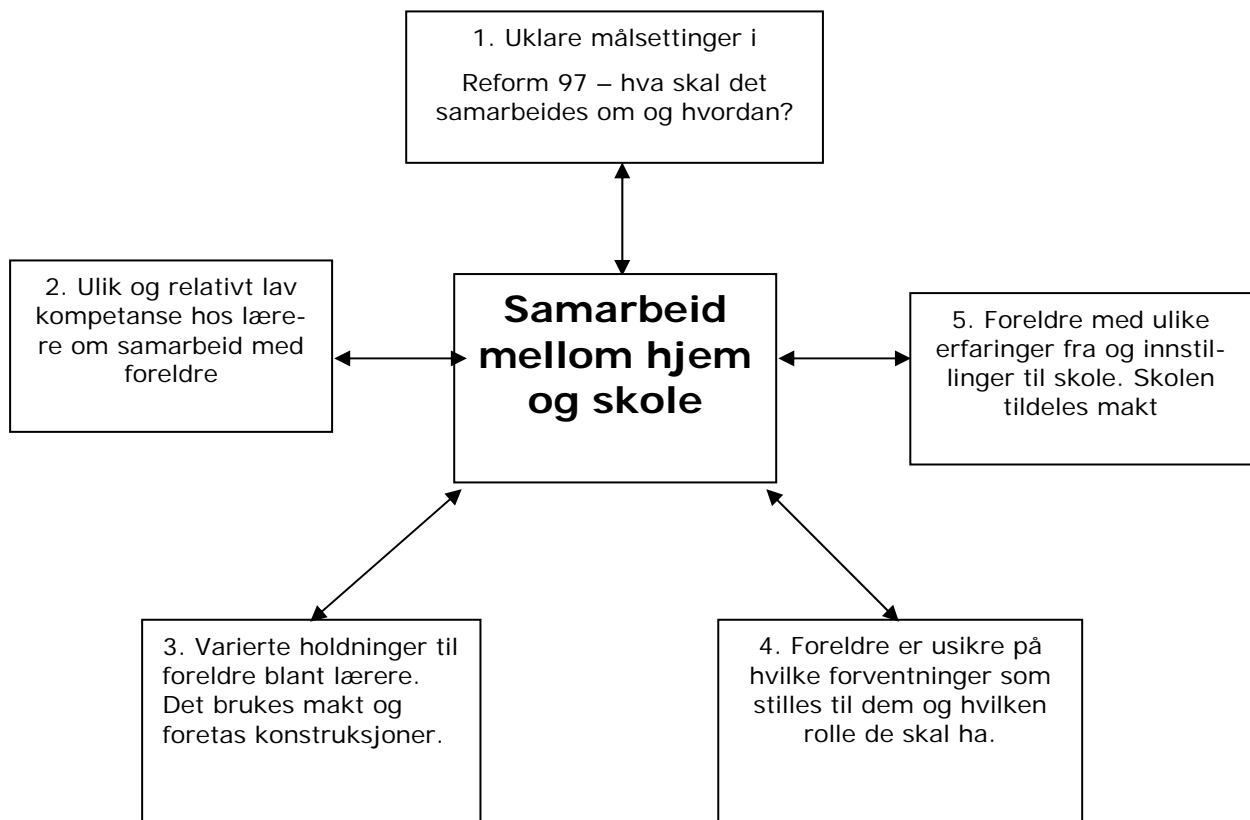 1. Uklare målsettinger i
Reform 97 – hva skal det
samarbeides om og hvordan?
2. Ulik og relativt lav
kompetanse hos lære-
re om samarbeid med
foreldre
Samarbeid
mellom hjem
og skole
5. Foreldre med ulike
erfaringer fra og innstil-
linger til skole. Skolen
tildeles makt
3. Varierte holdninger til
foreldre blant lærere.
Det brukes makt og
foretas konstruksjoner.
4. Foreldre er usikre på
hvilke forventninger som
stilles til dem og hvilken
rolle de skal ha.